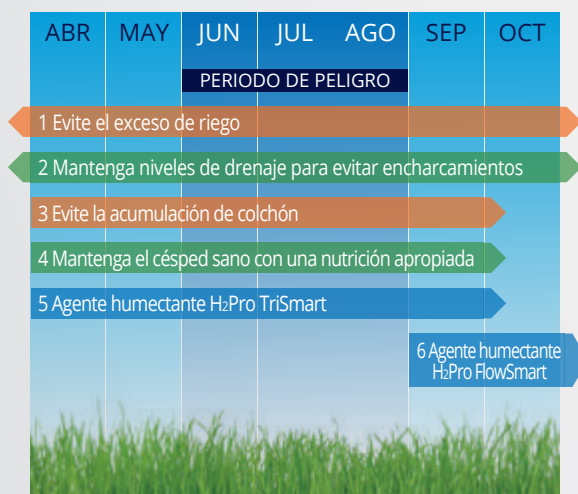 ABR MAY JUN JUL AGO SEP OCT
PERIODO DE PELIGRO
1 Evite el exceso de riego
2 Mantenga niveles de drenaje para evitar encharcamientos
3 Evite la acumulación de colchón
4 Mantenga el césped sano con una nutrición apropiada
5 Agente humectante H2Pro TriSmart
6 Agente humectante
H2Pro FlowSmart